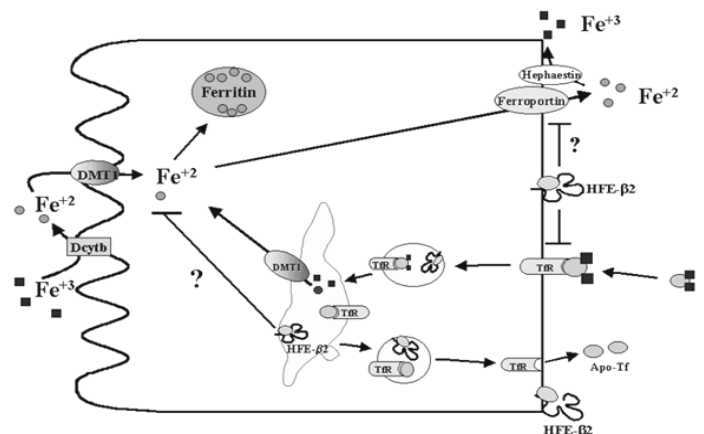 Fe+3
Hephaestin
Ferritin
Ferroportin
Fe+2
DMT1
Fe+2
?
Fe+2
HFE-β2
Dcytb
DMT1
TfR
TfR
Fe+3
?
TfR
HFE-β2
TfR
TfR
Apo-Tf
HFE-β2